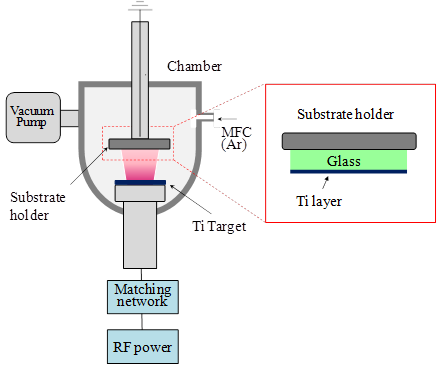 Chamber
Vacuum
Pump
MFC
(Ar)
Substrate
holder
Ti Target
Matching
network
RF power
Substrate holder
Glass
Ti layer